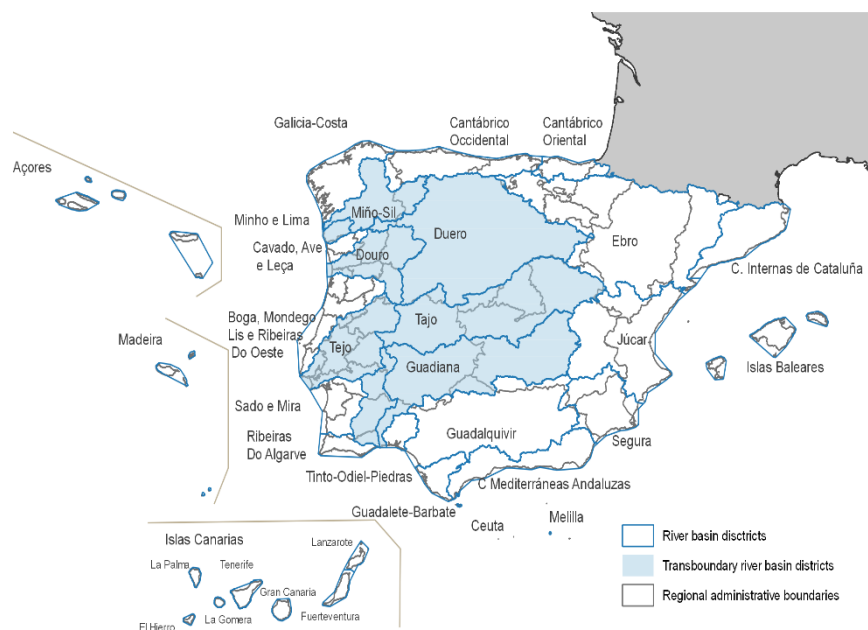 Galicia-Costa
Cantábrico
Occidental
Cantábrico
Oriental
Açores
Minho e Lima
Miño-Sil
Cavado, Ave
e Leça
Douro
Duero
Ebro
C. Internas de Cataluña
Boga, Mondego
Lis e Ribeiras
Do Oeste
Madeira
Tajo
Tejo
Júcar
Guadiana
Islas Baleares
Sado e Mira
Guadalquivir
Segura
Ribeiras
Do Algarve
Tinto-Odiel-Piedras
C Mediterráneas Andaluzas
Guadalete-Barbate
Ceuta
Melilla
Islas Canarias
Lanzarote
La Palma
Tenerife
Gran Canaria
El Hierro
La Gomera
Fuerteventura
River basin disctricts
Transboundary river basin districts
Regional administrative boundaries